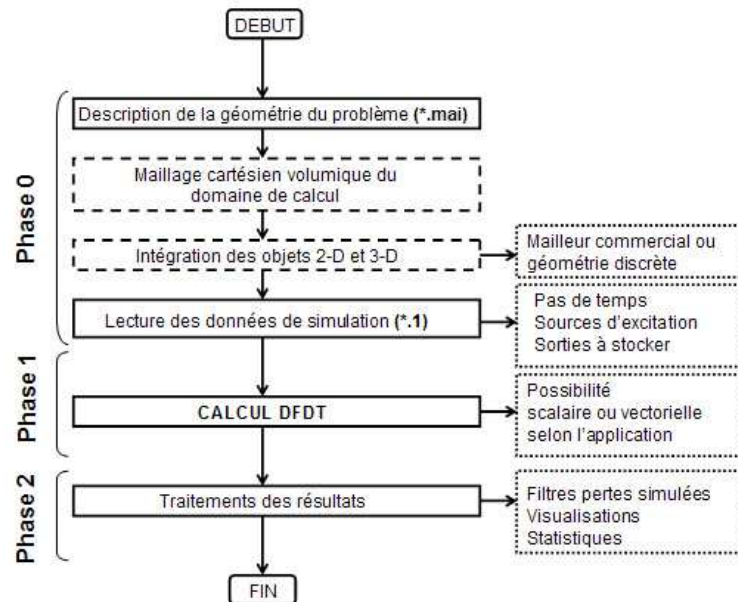 DEBUT
Phase 0
Description de la géométrie du problème (*.mai)
Maillage cartésien volumique du
domaine de calcul
Intégration des objets 2-D et 3-D
Mailleur commercial ou
géométrie discrète
Lecture des données de simulation (*.1)
Pas de temps
Sources d'excitation
Sorties à stocker
Phase 1
CALCUL DFDT
Possibilité
scalaire ou vectorielle
selon l'application
Phase 2
Traitements des résultats
Filtres pertes simulées
Visualisations
Statistiques
FIN